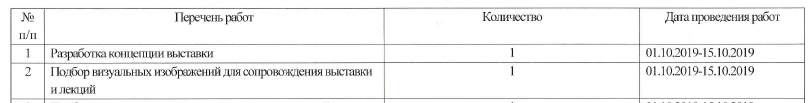 № п/п Перечень работ Количество Дата проведения работ
1 Разработка концепции выставки 1 01.10.2019-15.10.2019
2 Подбор визуальных изображений для сопровождения выставки 1 01.10.2019-15.10.2019
и лекций